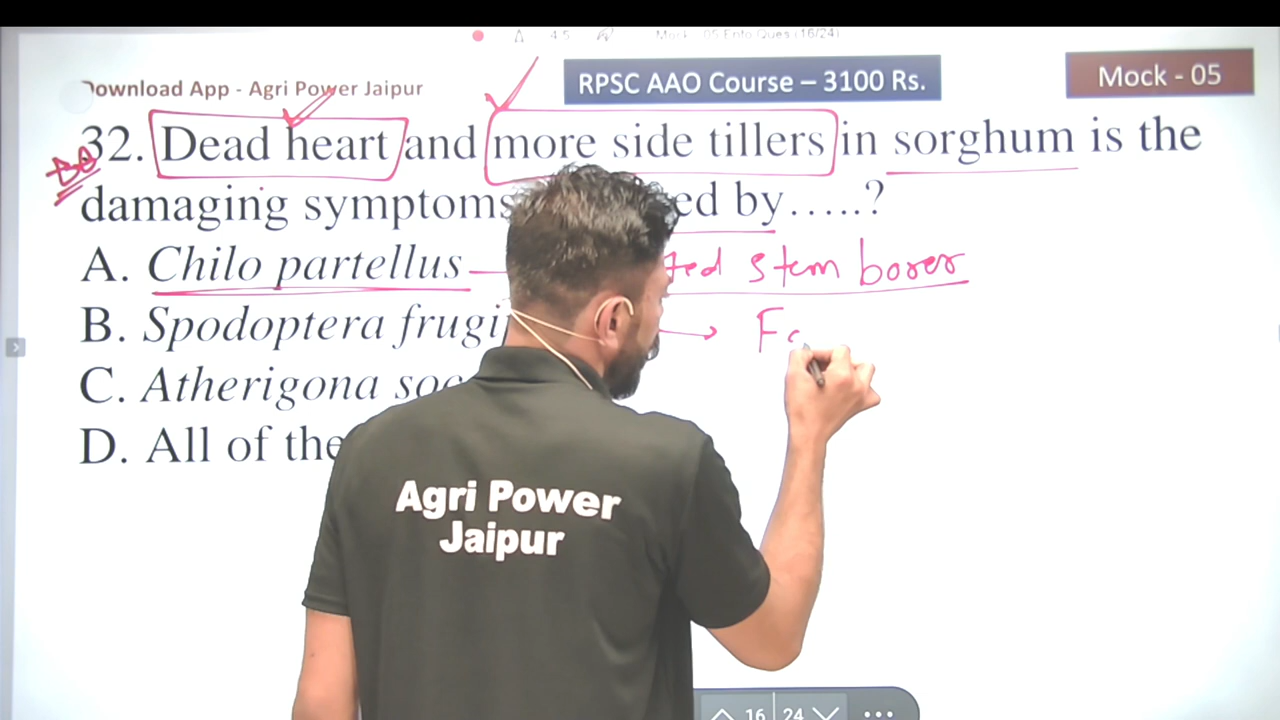 Download App - Agri Power Jaipur
RPSC AAO Course – 3100 Rs.
Mock - 05
32. Dead heart and more side tillers in sorghum is the
damaging symptoms ed by.....?
A. Chilo partellus ted stem borer
B. Spodoptera frugi Fa
C. Atherigona soc
D. All of the
Agri Power
Jaipur
16 24